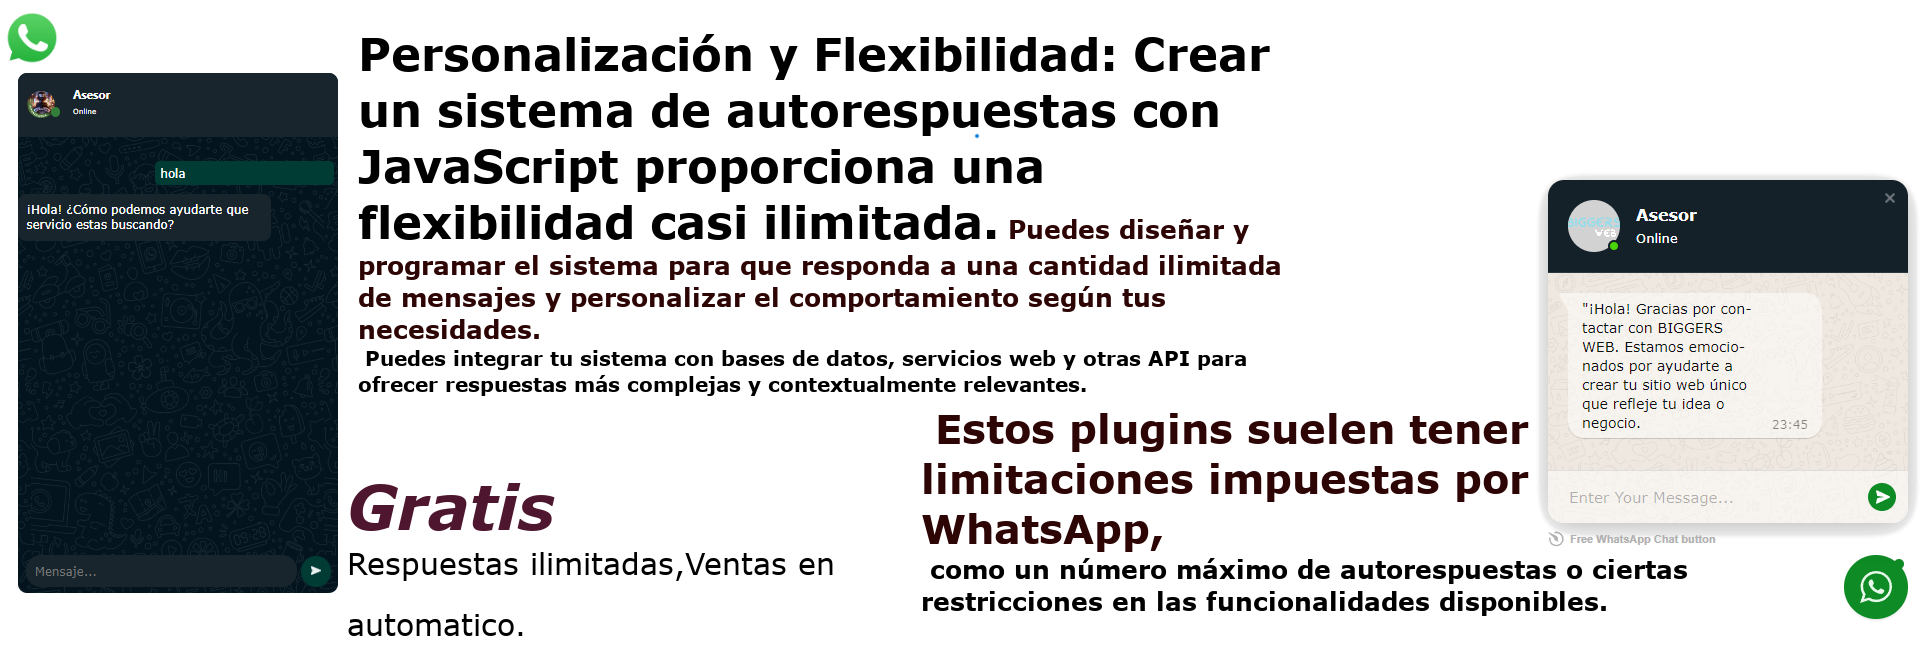 Asesor
Online
hola
¡Hola! ¿Cómo podemos ayudarte que
servicio estas buscando?
Mensaje...
Personalización y Flexibilidad: Crear
un sistema de autorespuestas con
JavaScript proporciona una
flexibilidad casi ilimitada. Puedes diseñar y
programar el sistema para que responda a una cantidad ilimitada
de mensajes y personalizar el comportamiento según tus
necesidades.
Puedes integrar tu sistema con bases de datos, servicios web y otras API para
ofrecer respuestas más complejas y contextualmente relevantes.
Gratis
Respuestas ilimitadas,Ventas en
automatico.
Estos plugins suelen tener
limitaciones impuestas por
WhatsApp,
como un número máximo de autorespuestas o ciertas
restricciones en las funcionalidades disponibles.
BIGGERS
WEB
Asesor
Online
"¡Hola! Gracias por con-
tactar con BIGGERS
WEB. Estamos emocio-
nados por ayudarte a
crear tu sitio web único
que refleje tu idea o
negocio.
23:45
Enter Your Message...
Free WhatsApp Chat button